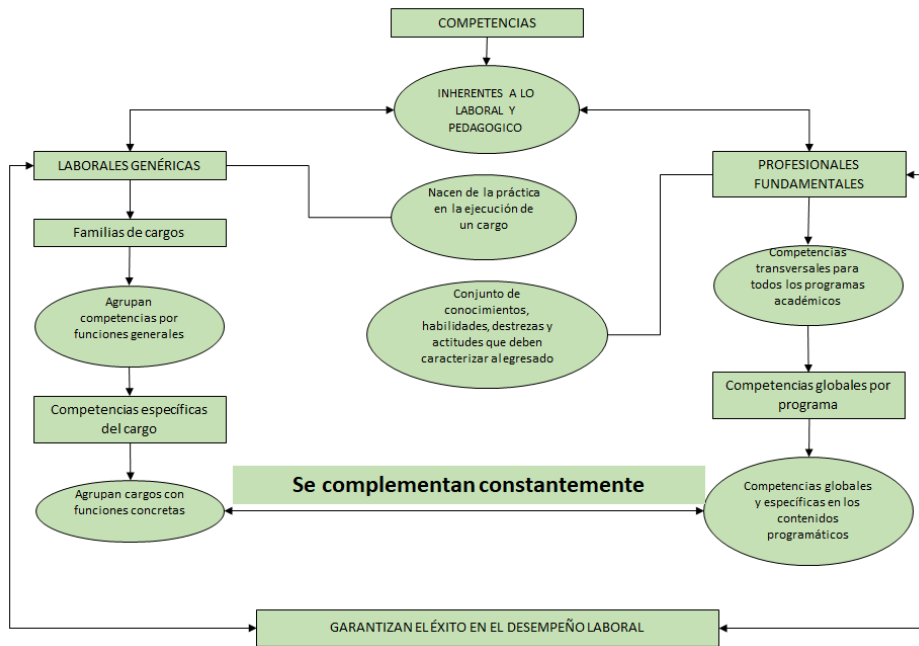 COMPETENCIAS
INHERENTES A LO
LABORAL Y
PEDAGOGICO
LABORALES GENÉRICAS
PROFESIONALES
FUNDAMENTALES
Nacen de la práctica
en la ejecución de
un cargo
Familias de cargos
Competencias
transversales para
todos los programas
académicos
Agrupan
competencias por
funciones generales
Conjunto de
conocimientos,
habilidades, destrezas y
actitudes que deben
caracterizar al egresado
Competencias específicas
del cargo
Competencias globales por
programa
Se complementan constantemente
Agrupan cargos con
funciones concretas
Competencias globales
y específicas en los
contenidos
programáticos
GARANTIZAN EL ÉXITO EN EL DESEMPEÑO LABORAL